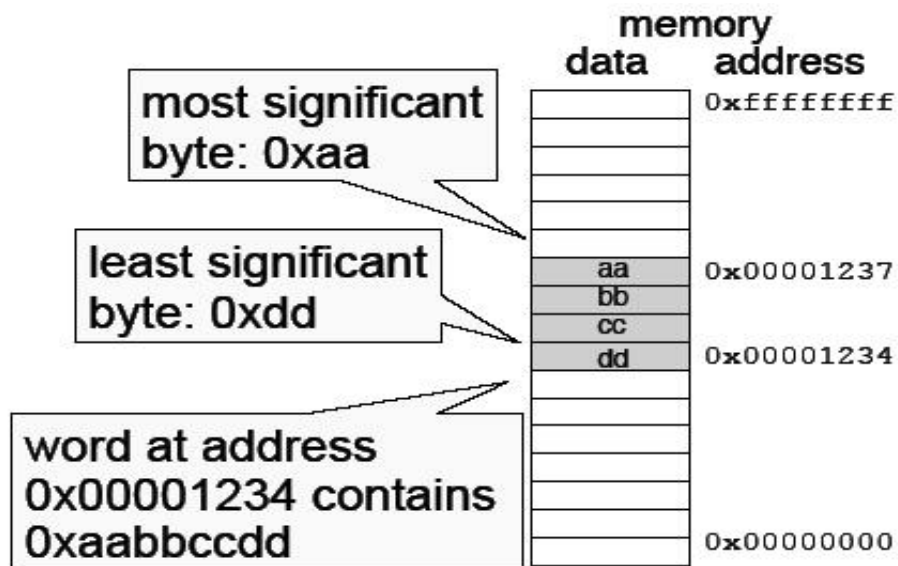 memory
data address
most significant
byte: 0xaa
0xffffffff
least significant
byte: 0xdd
aa 0x00001237
bb
cc
dd 0x00001234
word at address
0x00001234 contains
0xaabbccdd
0x00000000